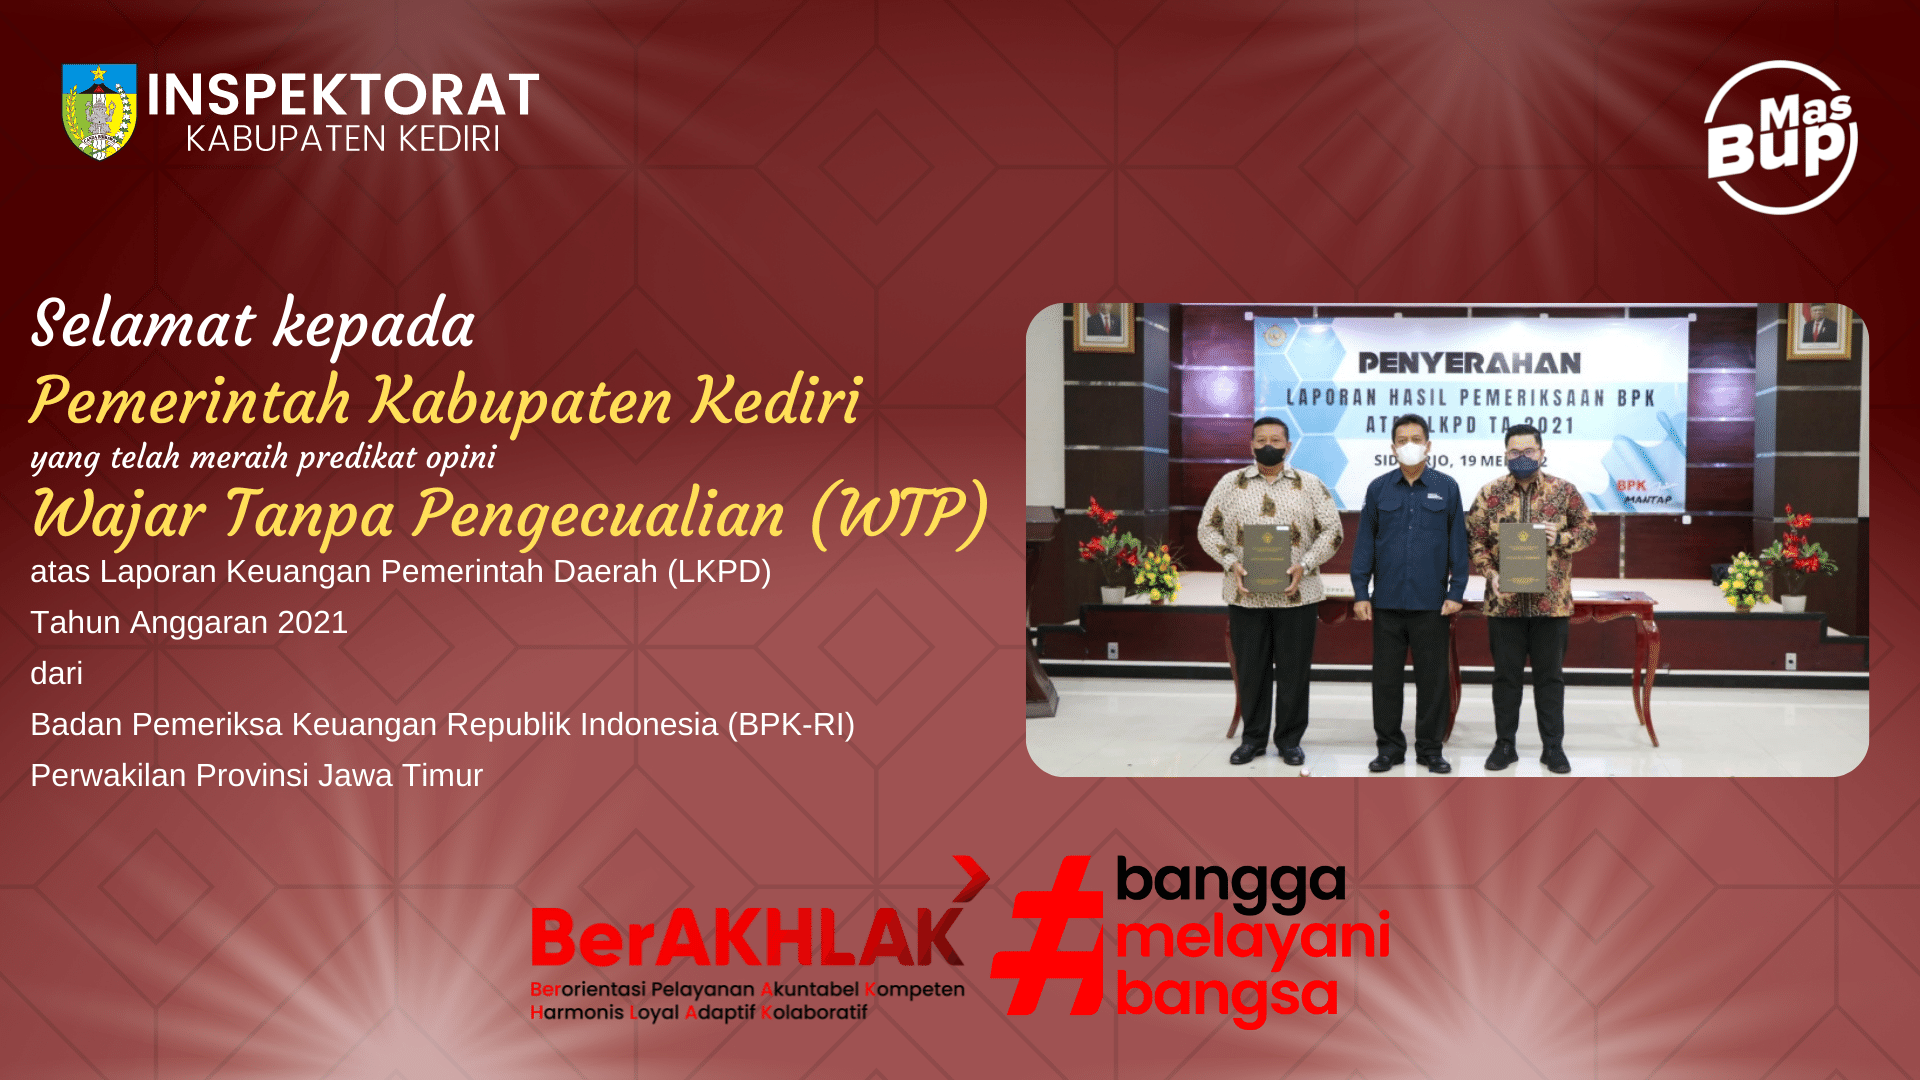 INSPEKTORAT
KABUPATEN KEDIRI
Mas
Bup
Selamat kepada
Pemerintah Kabupaten Kediri
yang telah meraih predikat opini
Wajar Tanpa Pengecualian (WTP)
atas Laporan Keuangan Pemerintah Daerah (LKPD)
Tahun Anggaran 2021
dari
Badan Pemeriksa Keuangan Republik Indonesia (BPK-RI)
Perwakilan Provinsi Jawa Timur
PENYERAHAN
LAPORAN HASIL PEMERIKSAAN BPK
LKPD TA 2021
19
BPK
MANTAP
BerAKHLAK
Berorientasi Pelayanan Akuntabel Kompeten
Harmonis Loyal Adaptif Kolaboratif
#bangga
melayani
bangsa